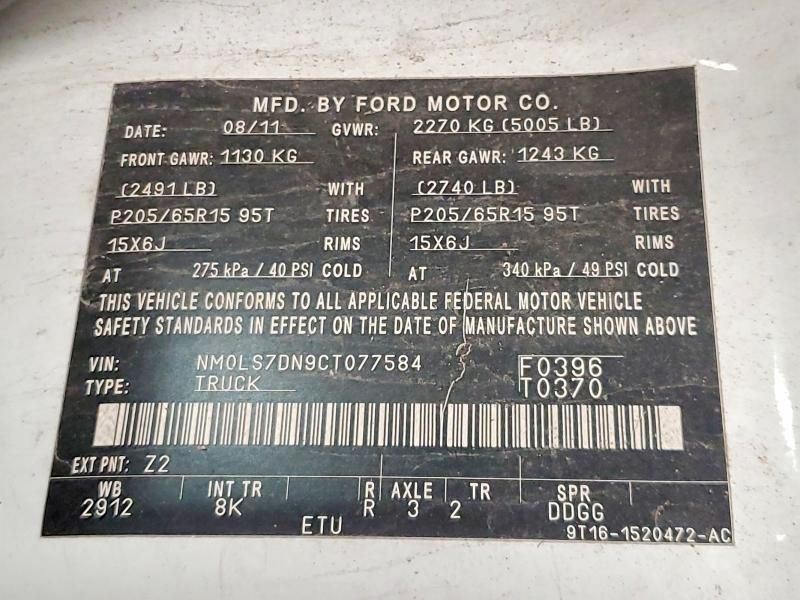 MFD. BY FORD MOTOR CO.
DATE: 08/11 GVWR: 2270 KG (5005 LB)
FRONT GAWR: 1130 KG REAR GAWR: 1243 KG
(2491 LB) WITH (2740 LB) WITH
P205/65R15 95T TIRES P205/65R15 95T TIRES
15X6J RIMS 15X6J RIMS
AT 275 kPa / 40 PSI COLD AT 340 kPa / 49 PSI COLD
THIS VEHICLE CONFORMS TO ALL APPLICABLE FEDERAL MOTOR VEHICLE
SAFETY STANDARDS IN EFFECT ON THE DATE OF MANUFACTURE SHOWN ABOVE
VIN: NM0LS7DN9CT077584 F0396
TYPE: TRUCK T0370
EXT PNT: Z2
WB INT TR R AXLE TR SPR
2912 8K R 3 2 DDGG
ETU 9T16-1520472-AC